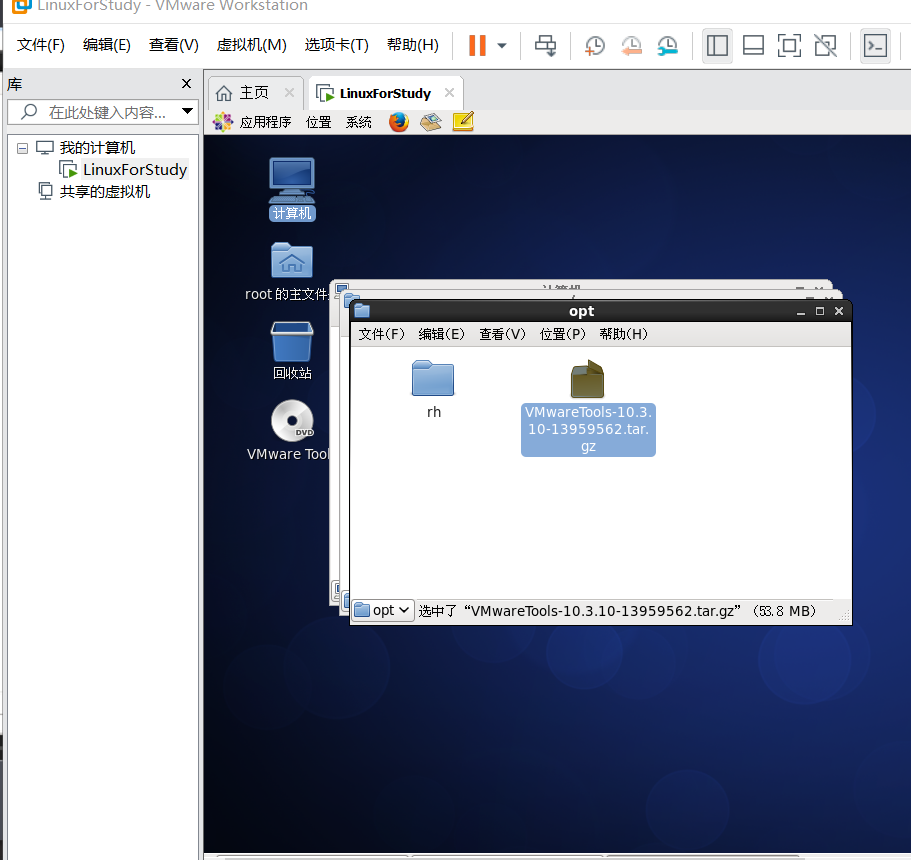 LinuxForStudy - VMware Workstation
文件(F) 编辑(E) 查看(V) 虚拟机(M) 选项卡(T) 帮助(H)
库
在此处键入内容...
我的计算机
LinuxForStudy
共享的虚拟机
主页
LinuxForStudy
应用程序 位置 系统
计算机
root 的主文件
回收站
DVD
VMware Tool
opt
文件(F) 编辑(E) 查看(V) 位置(P) 帮助(H)
rh
VMwareTools-10.3.
10-13959562.tar.
gz
opt
选中了“VMwareTools-10.3.10-13959562.tar.gz” (53.8 MB)